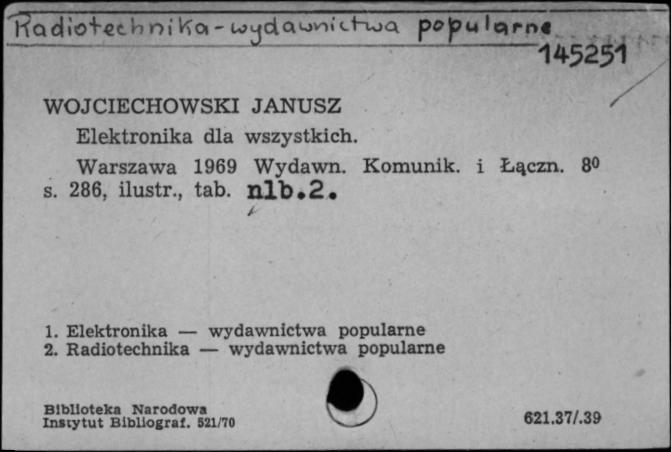 Radiotechnika - wydawnictwa popularne
145251
WOJCIECHOWSKI JANUSZ
Elektronika dla wszystkich.
Warszawa 1969 Wydawn. Komunik. i Łączn. 8⁰
s. 286, ilustr., tab. nlb.2.
1. Elektronika — wydawnictwa popularne
2. Radiotechnika — wydawnictwa popularne
Biblioteka Narodowa
Instytut Bibliograf. 521/70
621.37/.39